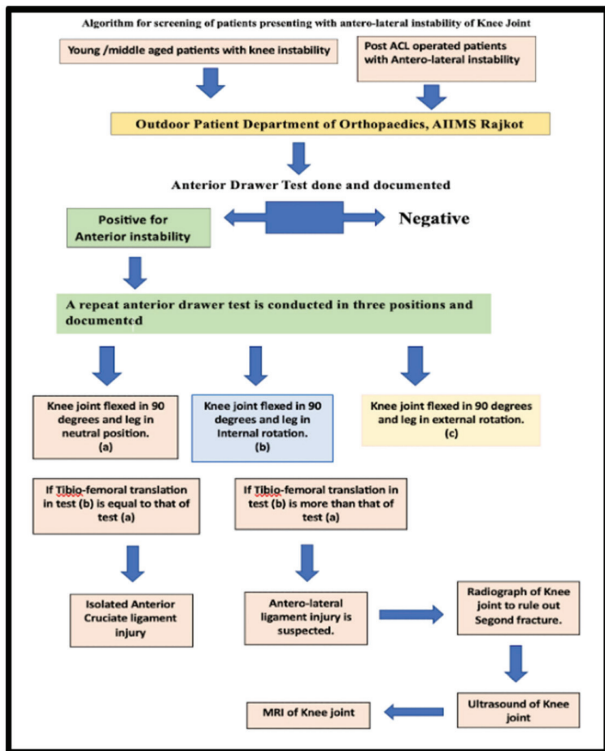 Algorithm for screening of patients presenting with antero-lateral instability of Knee Joint
Young /middle aged patients with knee instability
Post ACL operated patients
with Antero-lateral instability
Outdoor Patient Department of Orthopaedics, AIIMS Rajkot
Anterior Drawer Test done and documented
Positive for
Anterior instability
Negative
A repeat anterior drawer test is conducted in three positions and
documented
Knee joint flexed in 90
degrees and leg in
neutral position.
(a)
Knee joint flexed in 90
degrees and leg in
Internal rotation.
(b)
Knee joint flexed in 90 degrees
and leg in external rotation.
(c)
If Tibio-femoral translation
in test (b) is equal to that of
test (a)
If Tibio-femoral translation in
test (b) is more than that of
test (a)
Isolated Anterior
Cruciate ligament
injury
Antero-lateral
ligament injury is
suspected.
Radiograph of Knee
joint to rule out
Segond fracture.
MRI of Knee joint
Ultrasound of Knee
joint